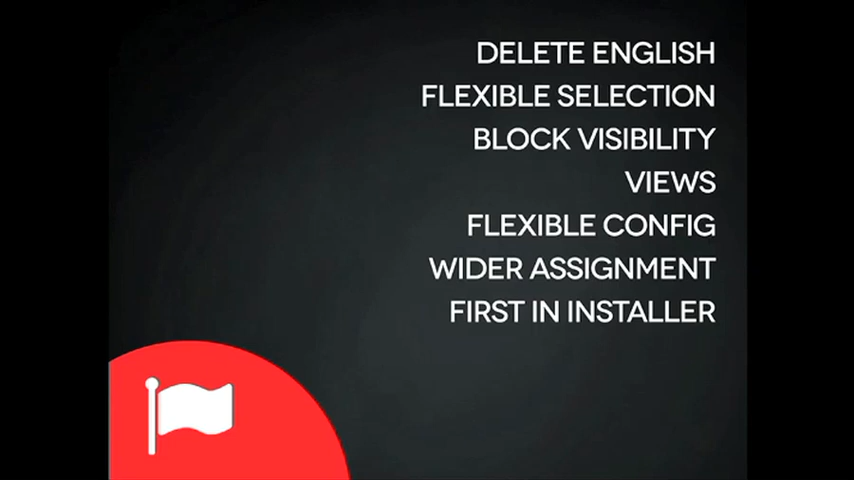 DELETE ENGLISH
FLEXIBLE SELECTION
BLOCK VISIBILITY
VIEWS
FLEXIBLE CONFIG
WIDER ASSIGNMENT
FIRST IN INSTALLER